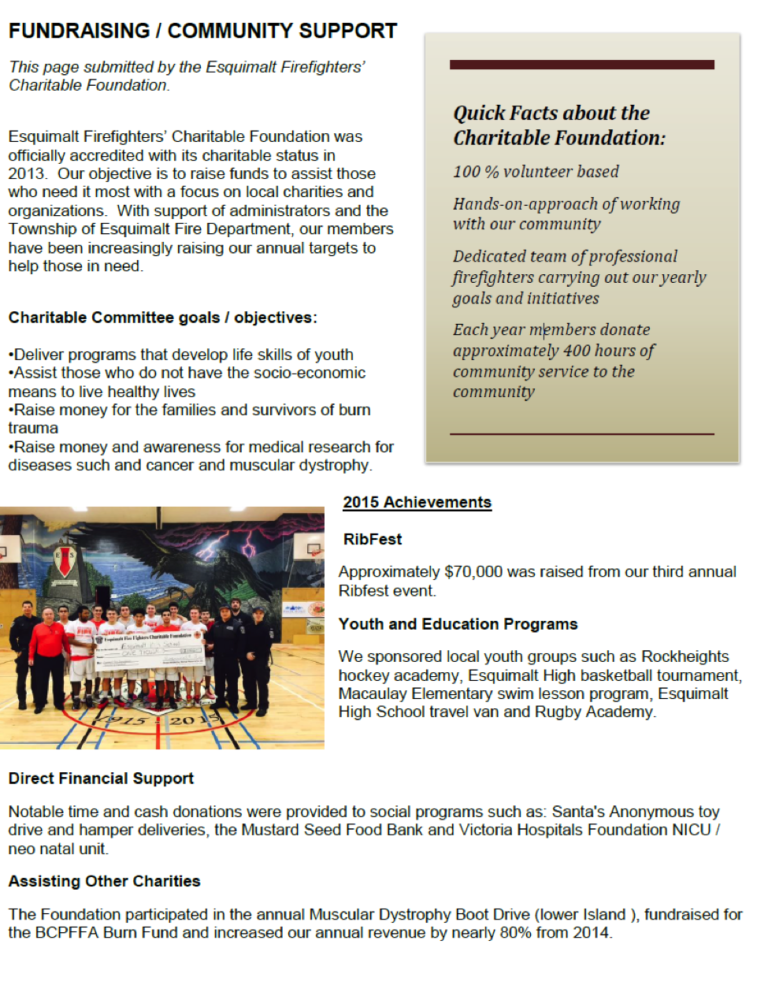 FUNDRAISING / COMMUNITY SUPPORT
This page submitted by the Esquimalt Firefighters'
Charitable Foundation.
Esquimalt Firefighters' Charitable Foundation was
officially accredited with its charitable status in
2013. Our objective is to raise funds to assist those
who need it most with a focus on local charities and
organizations. With support of administrators and the
Township of Esquimalt Fire Department, our members
have been increasingly raising our annual targets to
help those in need.
Charitable Committee goals / objectives:
•Deliver programs that develop life skills of youth
•Assist those who do not have the socio-economic
means to live healthy lives
•Raise money for the families and survivors of burn
trauma
•Raise money and awareness for medical research for
diseases such and cancer and muscular dystrophy.
Quick Facts about the
Charitable Foundation:
100 % volunteer based
Hands-on-approach of working
with our community
Dedicated team of professional
firefighters carrying out our yearly
goals and initiatives
Each year members donate
approximately 400 hours of
community service to the
community
E S
Esquimalt Fire Fighters Charitable Foundation
1915 - 2015
2015 Achievements
RibFest
Approximately $70,000 was raised from our third annual
Ribfest event.
Youth and Education Programs
We sponsored local youth groups such as Rockheights
hockey academy, Esquimalt High basketball tournament,
Macaulay Elementary swim lesson program, Esquimalt
High School travel van and Rugby Academy.
Direct Financial Support
Notable time and cash donations were provided to social programs such as: Santa's Anonymous toy
drive and hamper deliveries, the Mustard Seed Food Bank and Victoria Hospitals Foundation NICU /
neo natal unit.
Assisting Other Charities
The Foundation participated in the annual Muscular Dystrophy Boot Drive (lower Island ), fundraised for
the BCPFFA Burn Fund and increased our annual revenue by nearly 80% from 2014.